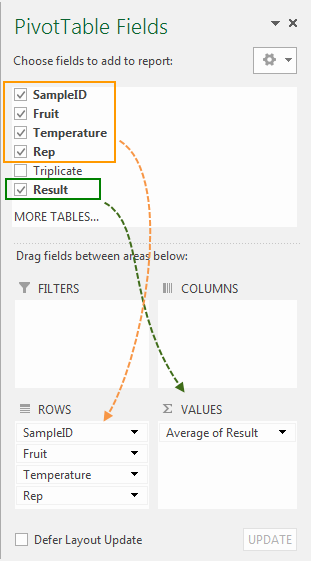 PivotTable Fields
Choose fields to add to report:
SampleID
Fruit
Temperature
Rep
Triplicate
Result
MORE TABLES...
Drag fields between areas below:
FILTERS
COLUMNS
ROWS
VALUES
SampleID
Average of Result
Fruit
Temperature
Rep
Defer Layout Update
UPDATE